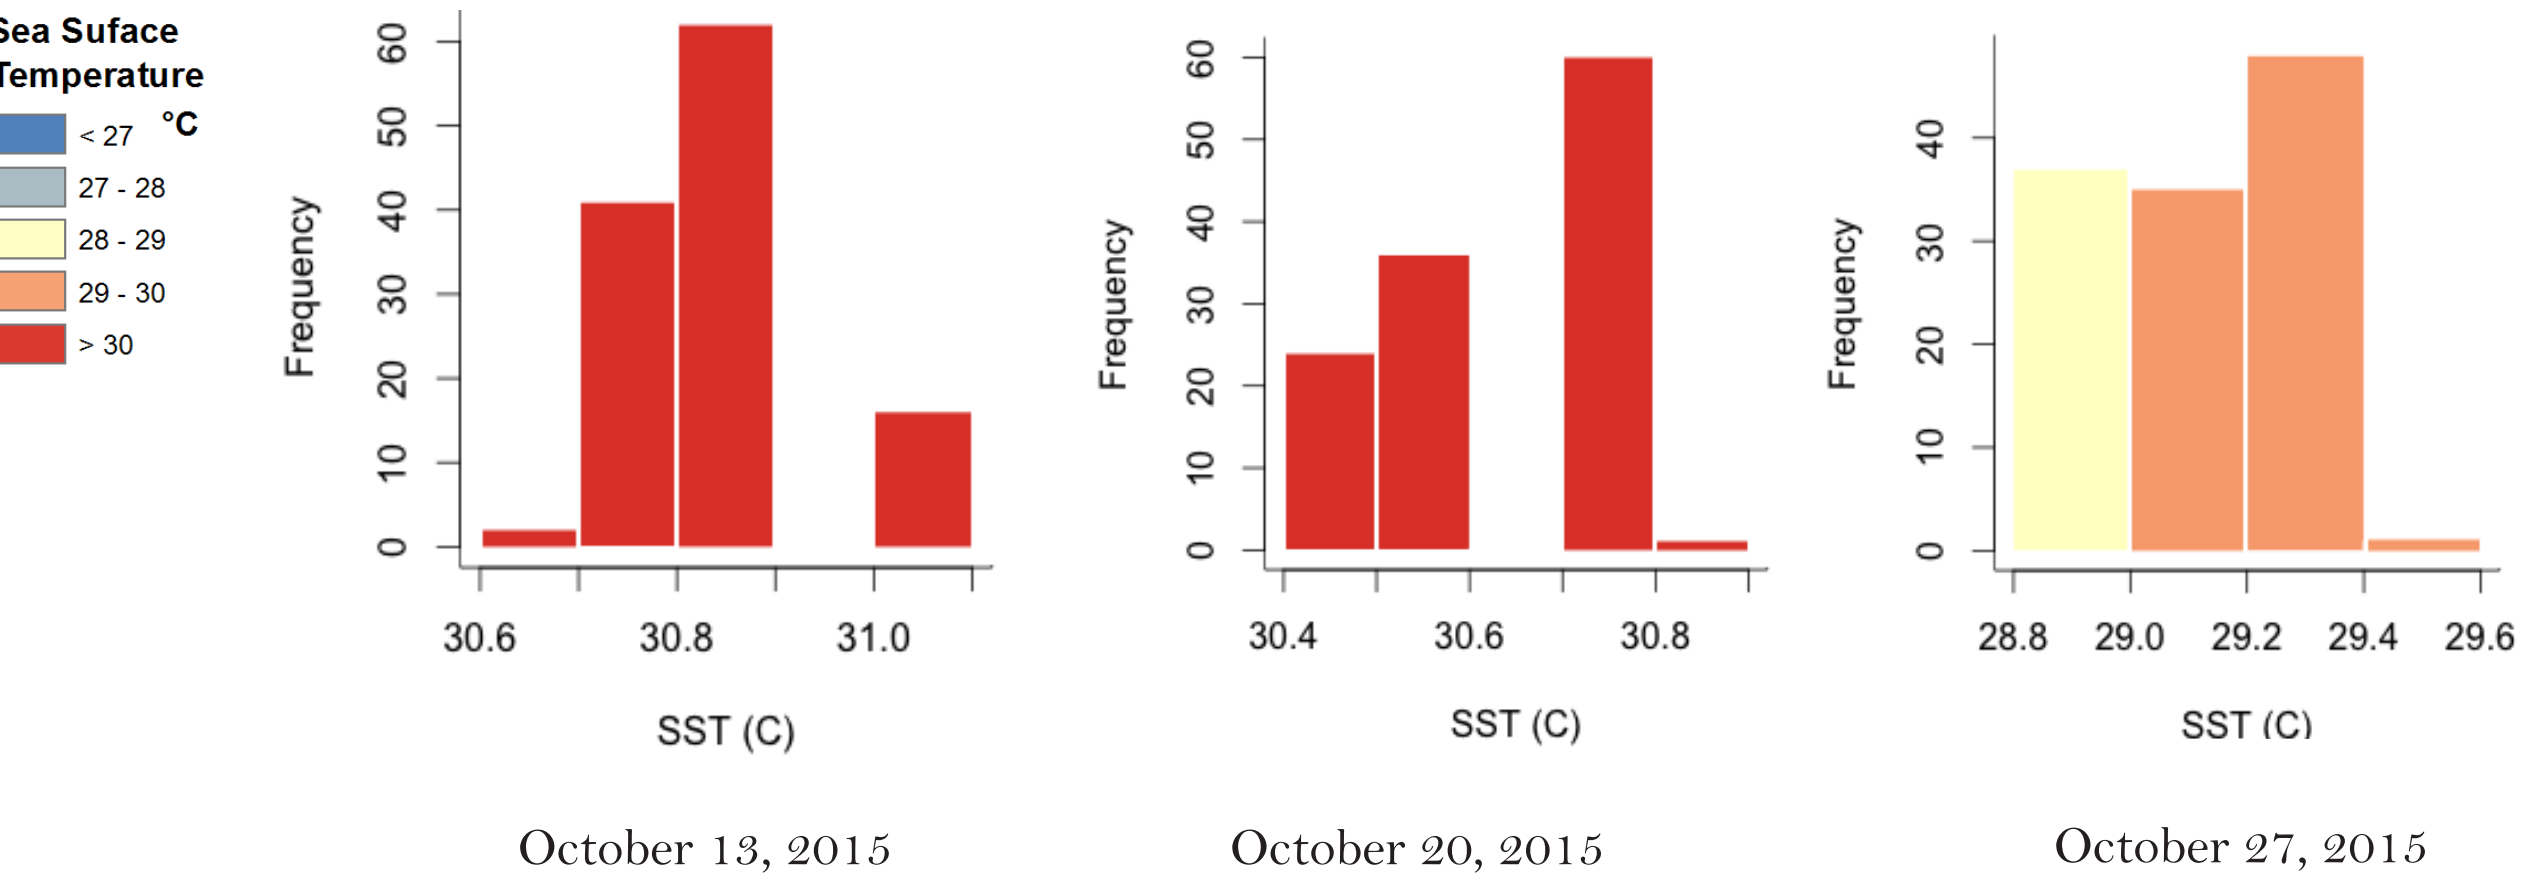 Sea Suface
Temperature
°C
< 27
27 - 28
28 - 29
29 - 30
> 30
Frequency
60
50
40
30
20
10
0
30.6 30.8 31.0
SST (C)
October 13, 2015
Frequency
60
50
40
30
20
10
0
30.4 30.6 30.8
SST (C)
October 20, 2015
Frequency
40
30
20
10
0
28.8 29.0 29.2 29.4 29.6
SST (C)
October 27, 2015